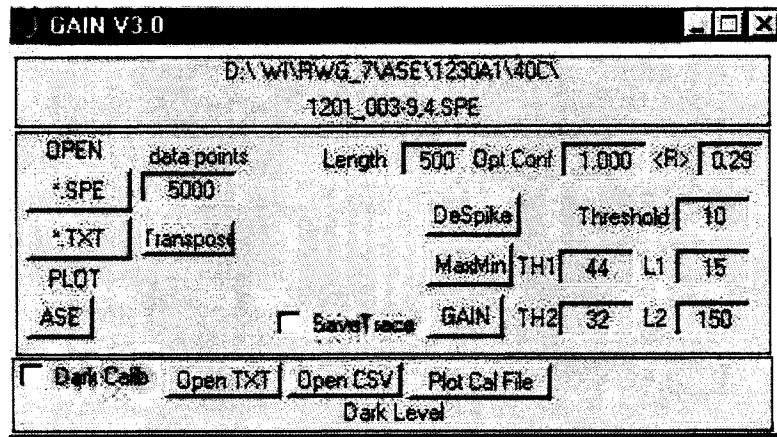 GAIN V3.0
D:\WI\RWG_7\ASE\1230A1\40C\
1201_003-9,4.SPE
OPEN data points Length 500 Opt Conf 1.000 <R> 0.29
*.SPE 5000
DeSpike Threshold 10
*.TXT Transpose
MaxMin TH1 44 L1 15
PLOT
ASE SaveTrace GAIN TH2 32 L2 150
Dark Calib Open TXT Open CSV Plot Cal File
Dark Level